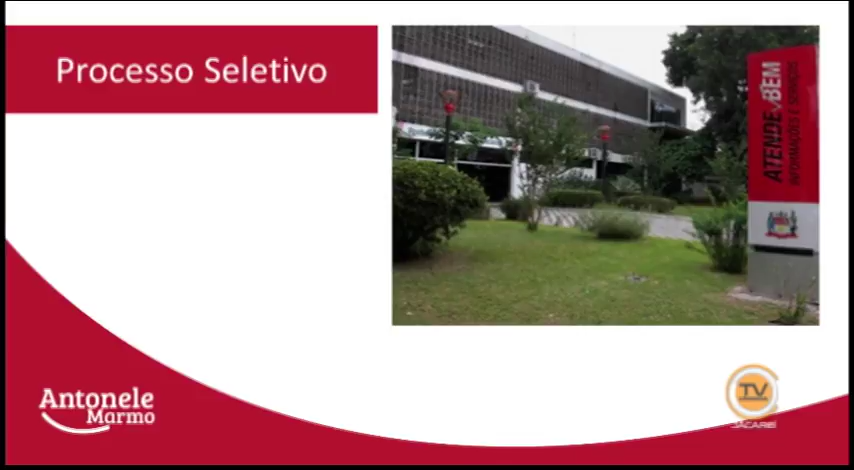 Processo Seletivo
ATENDE BEM
INFORMAÇÕES E SERVIÇOS
Antonele
Marmo
TV
JACAREÍ